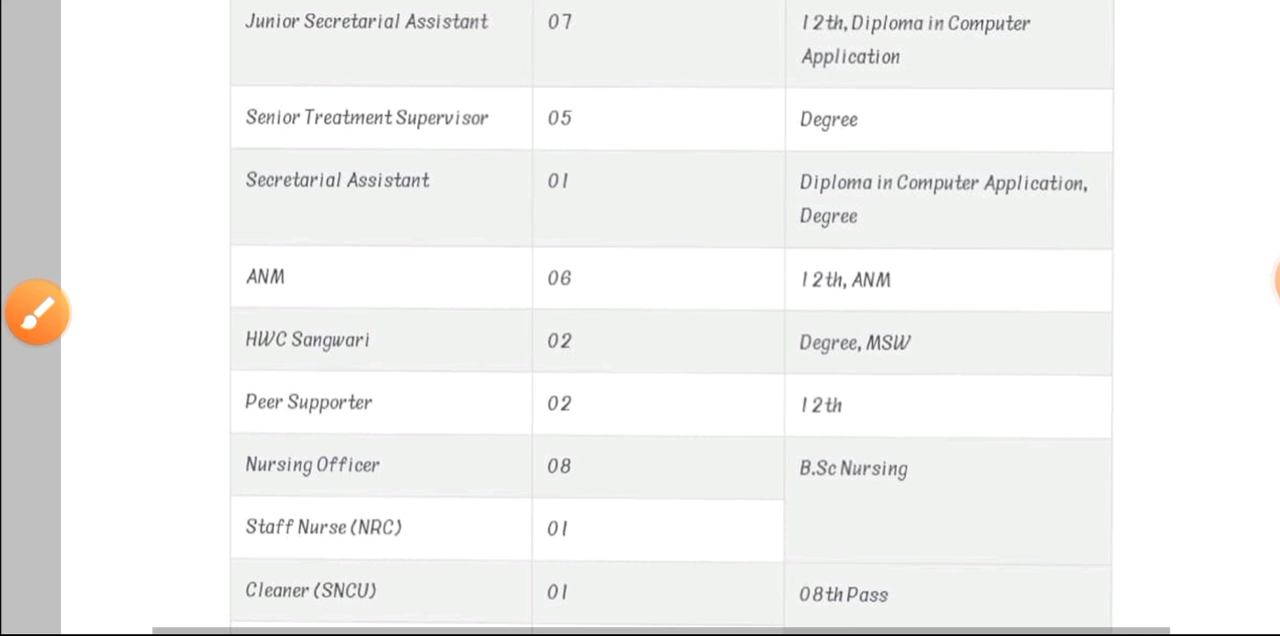 Junior Secretarial Assistant 07 12th, Diploma in Computer
Application
Senior Treatment Supervisor 05 Degree
Secretarial Assistant 01 Diploma in Computer Application,
Degree
ANM 06 12th, ANM
HWC Sangwari 02 Degree, MSW
Peer Supporter 02 12th
Nursing Officer 08 B.Sc Nursing
Staff Nurse (NRC) 01
Cleaner (SNCU) 01 08th Pass